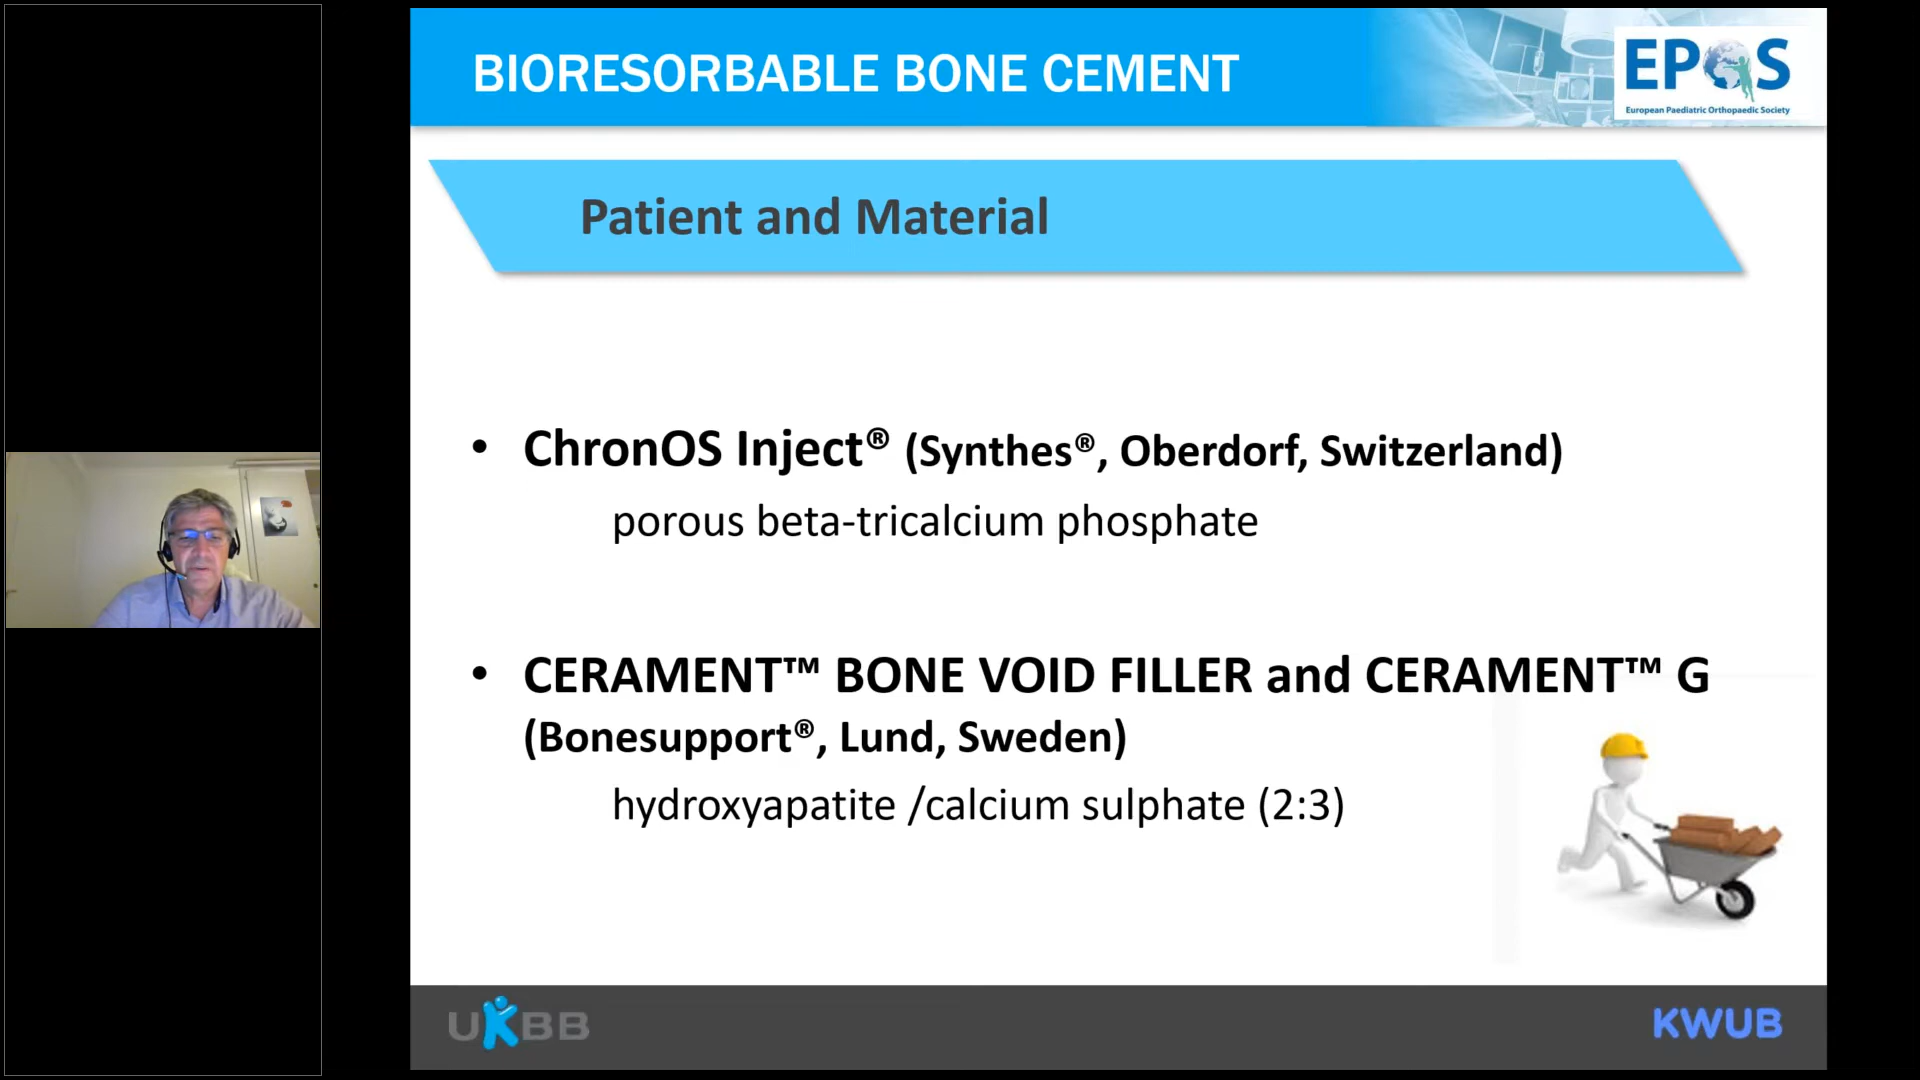 BIORESORBABLE BONE CEMENT
EPOS
European Paediatric Orthopaedic Society
Patient and Material
• ChronOS Inject® (Synthes®, Oberdorf, Switzerland)
porous beta-tricalcium phosphate
• CERAMENT™ BONE VOID FILLER and CERAMENT™ G
(Bonesupport®, Lund, Sweden)
hydroxyapatite /calcium sulphate (2:3)
UKBB
KWUB